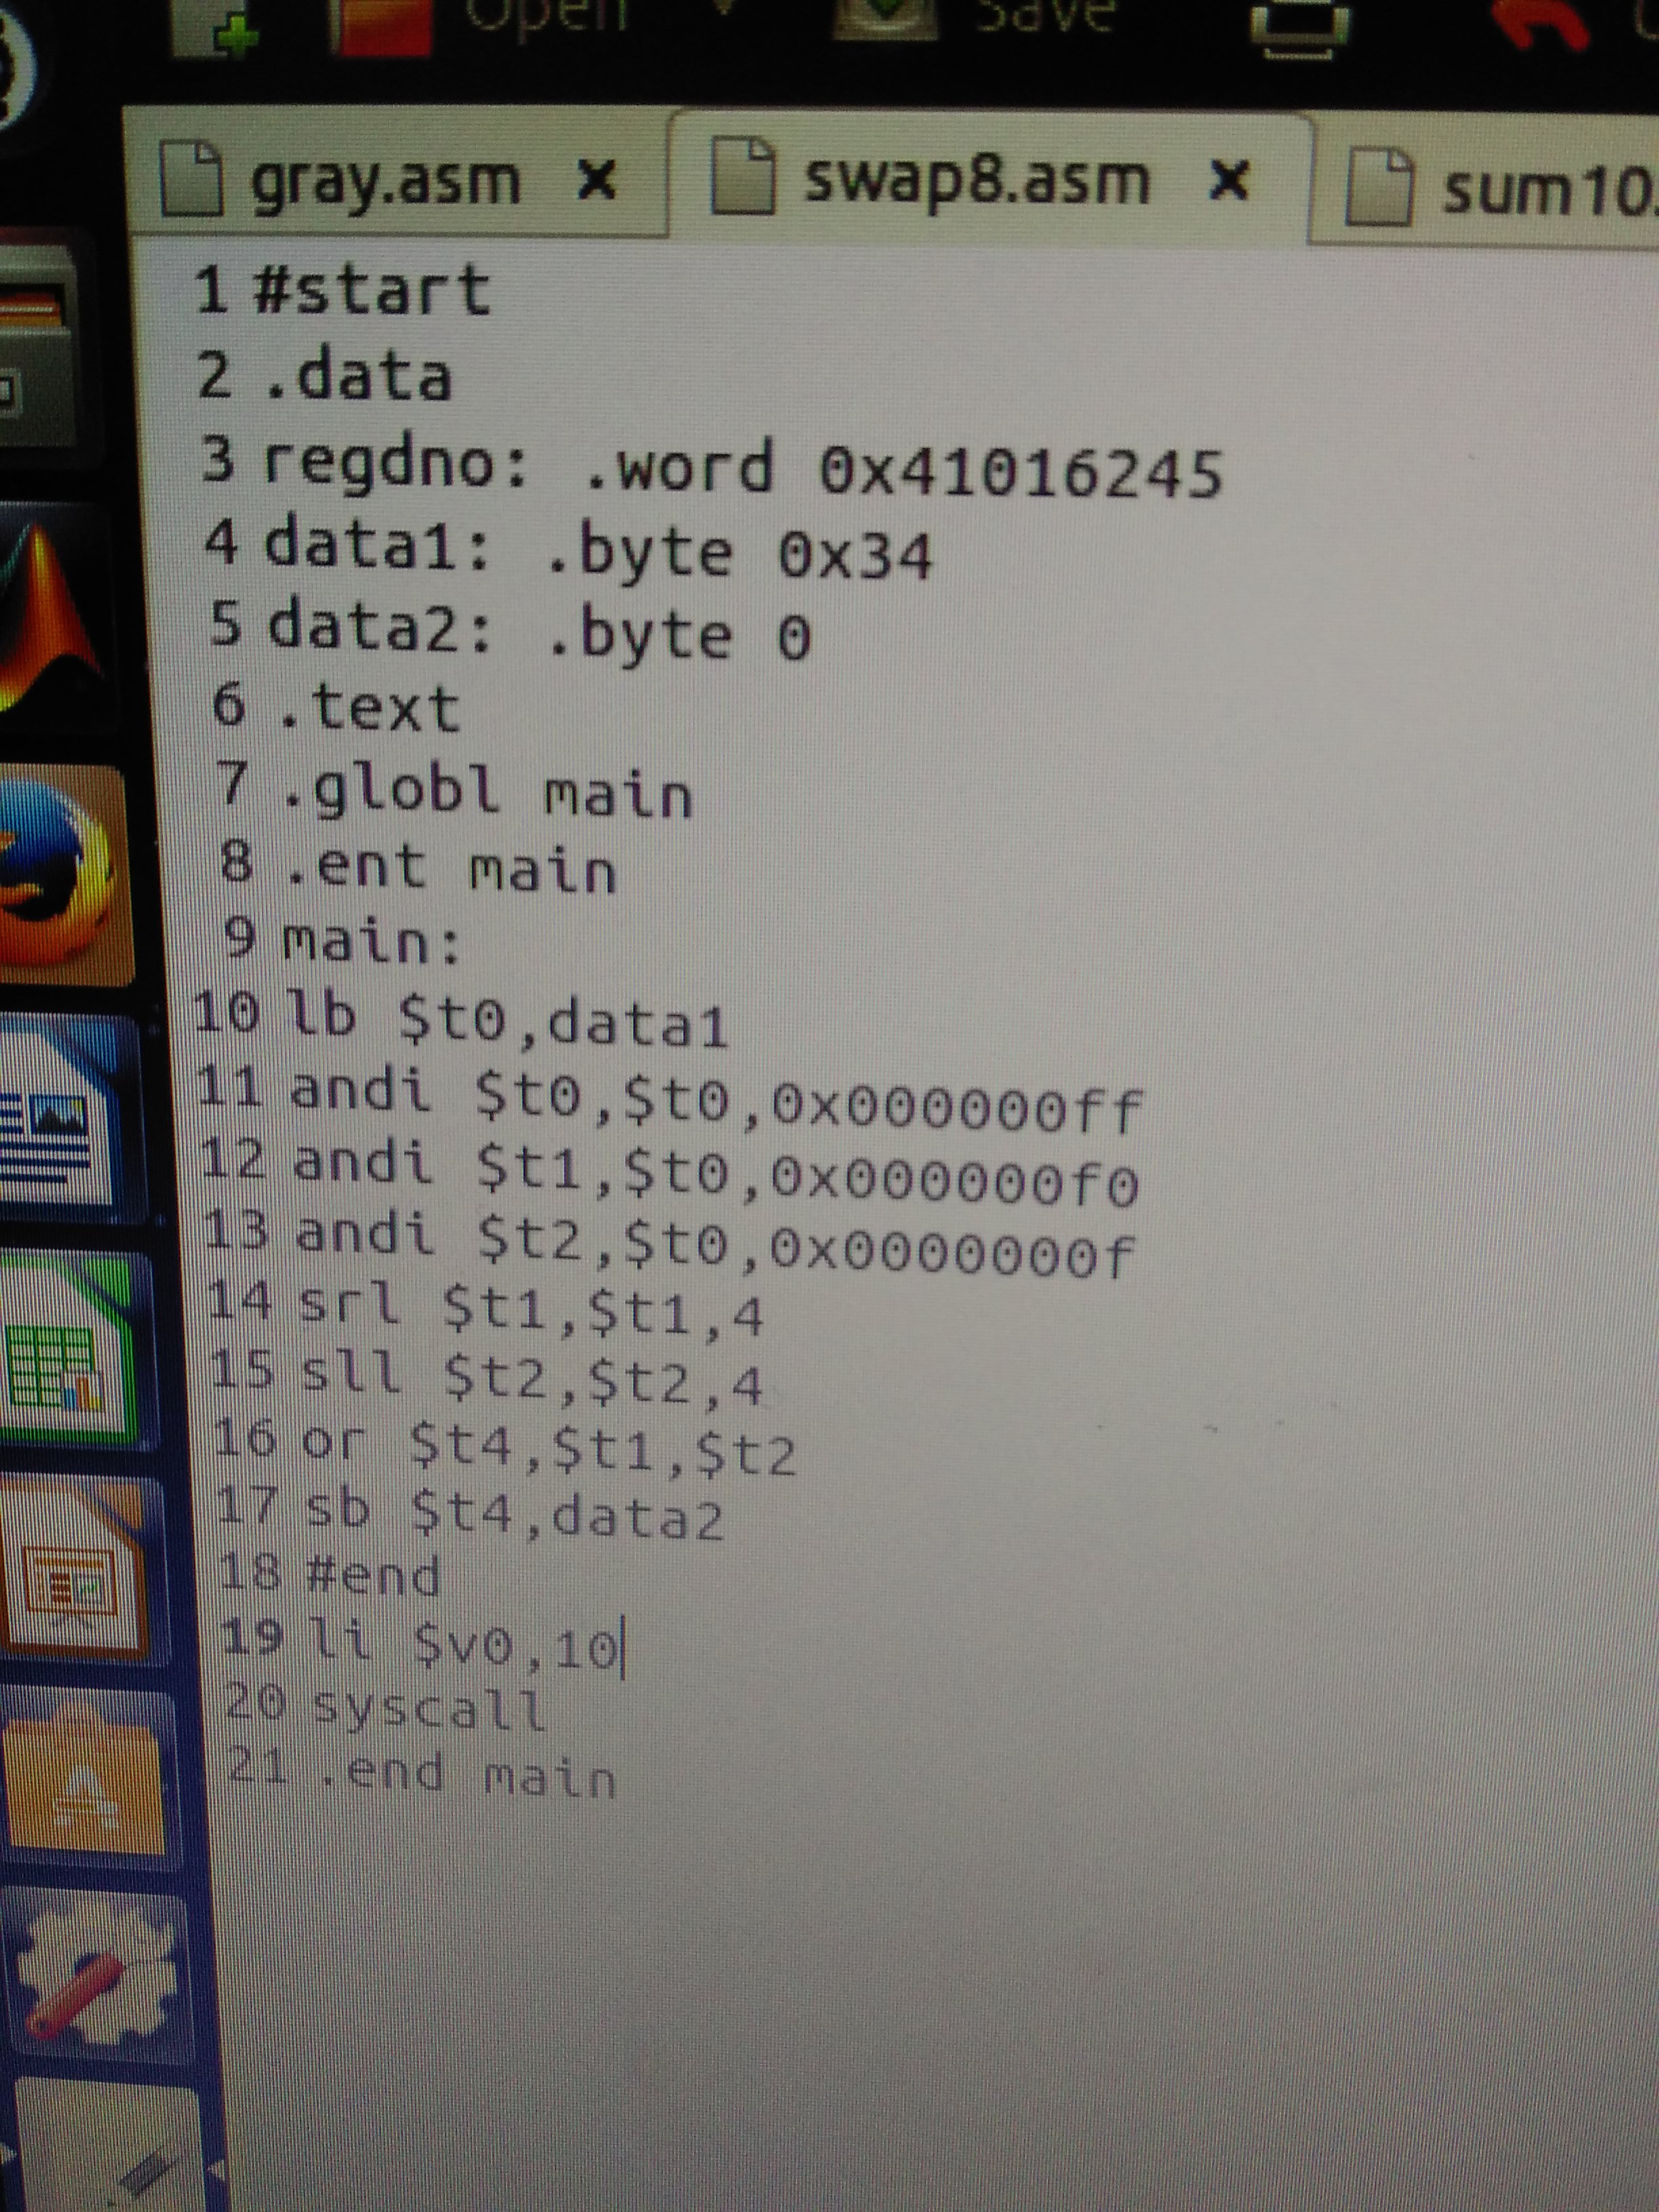 Open Save
gray.asm x swap8.asm x sum10.
1 #start
2 .data
3 regdno: .word 0x41016245
4 data1: .byte 0x34
5 data2: .byte 0
6 .text
7 .globl main
8 .ent main
9 main:
10 lb $t0,data1
11 andi $t0,$t0,0x000000ff
12 andi $t1,$t0,0x000000f0
13 andi $t2,$t0,0x0000000f
14 srl $t1,$t1,4
15 sll $t2,$t2,4
16 or $t4,$t1,$t2
17 sb $t4,data2
18 #end
19 li $v0,10
20 syscall
21 .end main